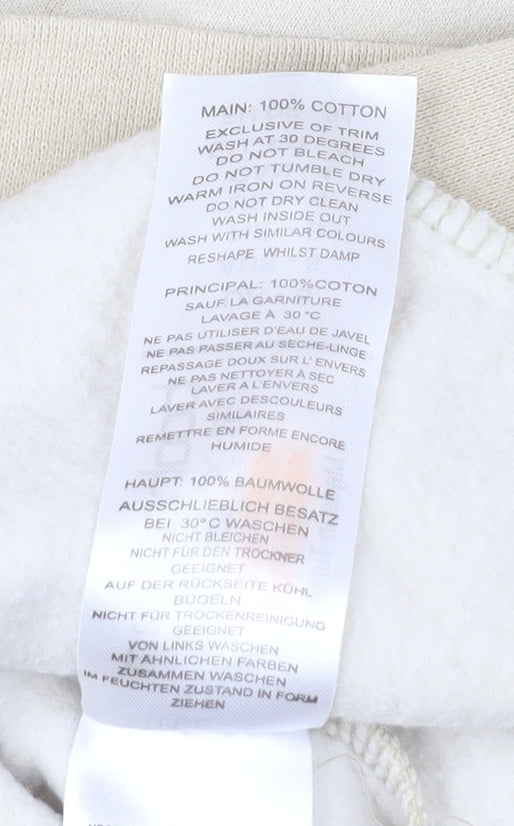 MAIN: 100% COTTON
EXCLUSIVE OF TRIM
WASH AT 30 DEGREES
DO NOT BLEACH
DO NOT TUMBLE DRY
WARM IRON ON REVERSE
DO NOT DRY CLEAN
WASH INSIDE OUT
WASH WITH SIMILAR COLOURS
RESHAPE WHILST DAMP
PRINCIPAL: 100%COTON
SAUF LA GARNITURE
LAVAGE À 30 °C
NE PAS UTILISER D'EAU DE JAVEL
NE PAS PASSER AU SÈCHE-LINGE
REPASSAGE DOUX SUR L' ENVERS
NE PAS NETTOYER À SEC
LAVER A L'ENVERS
LAVER AVEC DESCOULEURS
SIMILAIRES
REMETTRE EN FORME ENCORE
HUMIDE
HAUPT: 100% BAUMWOLLE
AUSSCHLIEBLICH BESATZ
BEI 30° C WASCHEN
NICHT BLEICHEN
NICHT FÜR DEN TROCKNER
GEEIGNET
AUF DER RÜCKSEITE KÜHL
BÜGELN
NICHT FÜR TROCKENREINIGUNG
GEEIGNET
VON LINKS WASCHEN
MIT ÄHNLICHEN FARBEN
ZUSAMMEN WASCHEN
IM FEUCHTEN ZUSTAND IN FORM
ZIEHEN